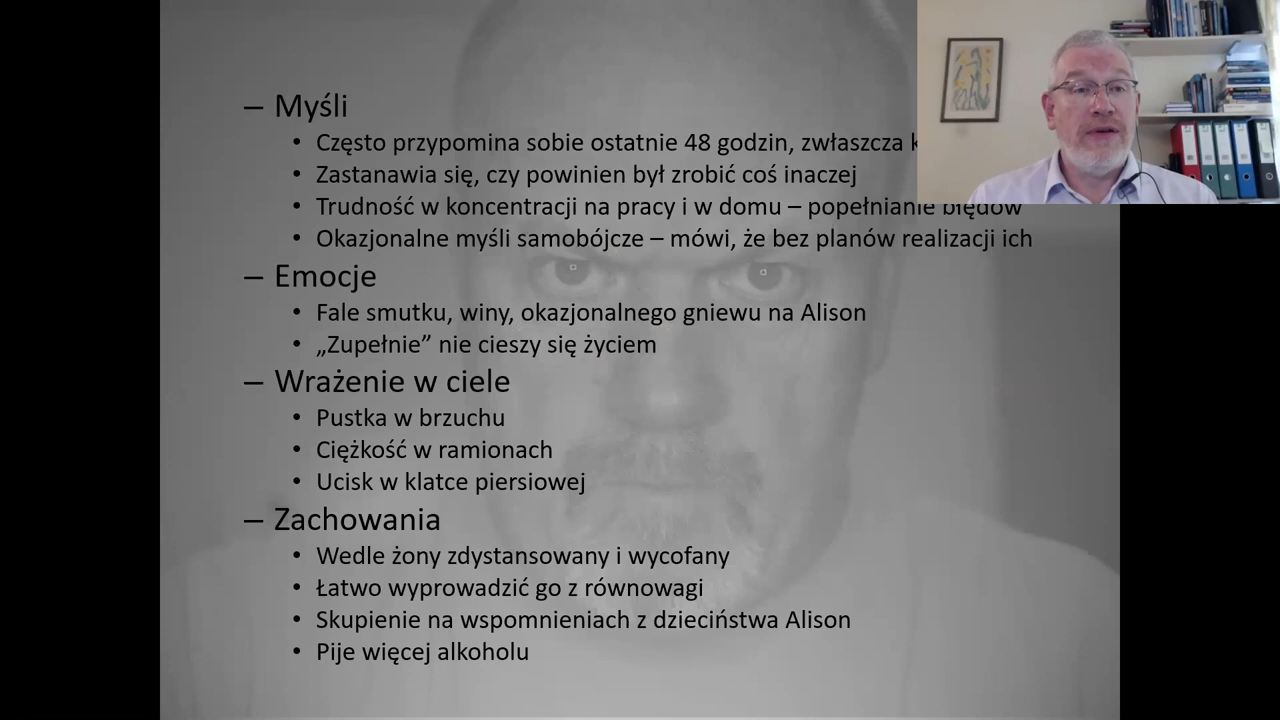 – Myśli
• Często przypomina sobie ostatnie 48 godzin, zwłaszcza
• Zastanawia się, czy powinien był zrobić coś inaczej
• Trudność w koncentracji na pracy i w domu – popełnianie błędów
• Okazjonalne myśli samobójcze – mówi, że bez planów realizacji ich
– Emocje
• Fale smutku, winy, okazjonalnego gniewu na Alison
• „Zupełnie” nie cieszy się życiem
– Wrażenie w ciele
• Pustka w brzuchu
• Ciężkość w ramionach
• Ucisk w klatce piersiowej
– Zachowania
• Wedle żony zdystansowany i wycofany
• Łatwo wyprowadzić go z równowagi
• Skupienie na wspomnieniach z dzieciństwa Alison
• Pije więcej alkoholu